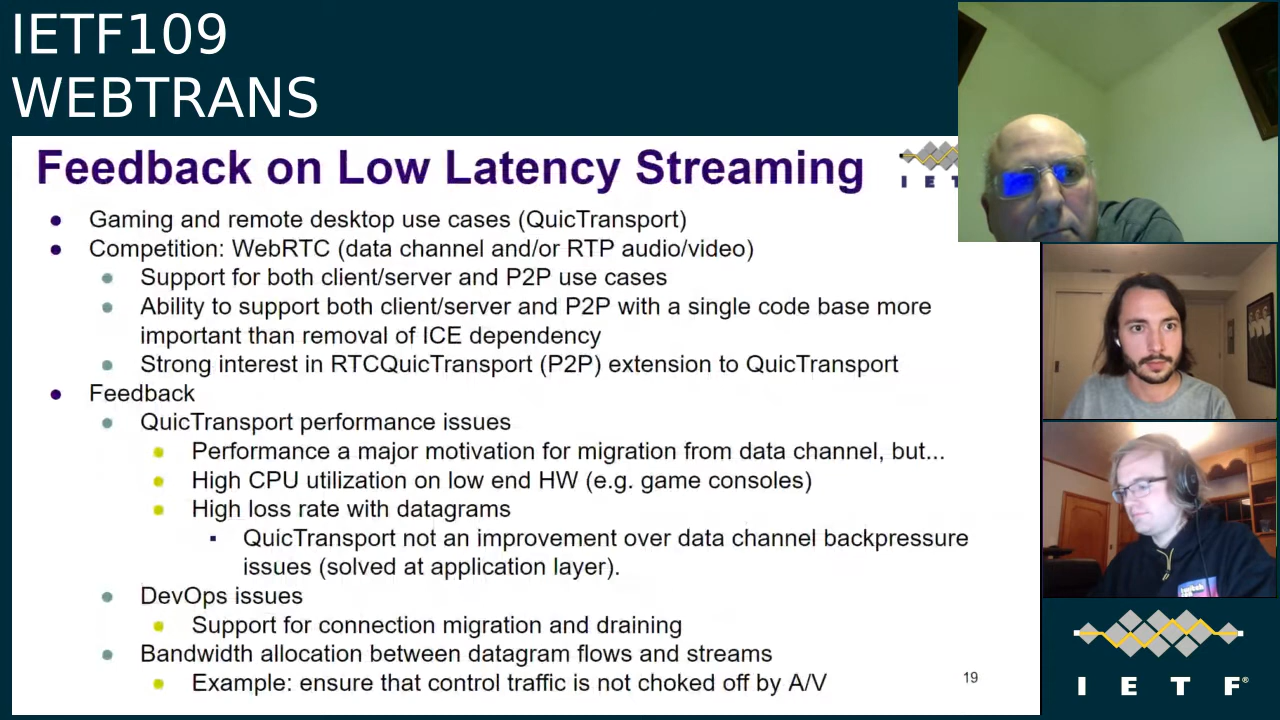 IETF109
WEBTRANS
Feedback on Low Latency Streaming
I E T
● Gaming and remote desktop use cases (QuicTransport)
● Competition: WebRTC (data channel and/or RTP audio/video)
● Support for both client/server and P2P use cases
● Ability to support both client/server and P2P with a single code base more
important than removal of ICE dependency
● Strong interest in RTCQuicTransport (P2P) extension to QuicTransport
● Feedback
● QuicTransport performance issues
● Performance a major motivation for migration from data channel, but...
● High CPU utilization on low end HW (e.g. game consoles)
● High loss rate with datagrams
▪ QuicTransport not an improvement over data channel backpressure
issues (solved at application layer).
● DevOps issues
● Support for connection migration and draining
● Bandwidth allocation between datagram flows and streams
● Example: ensure that control traffic is not choked off by A/V
19
I E T F®